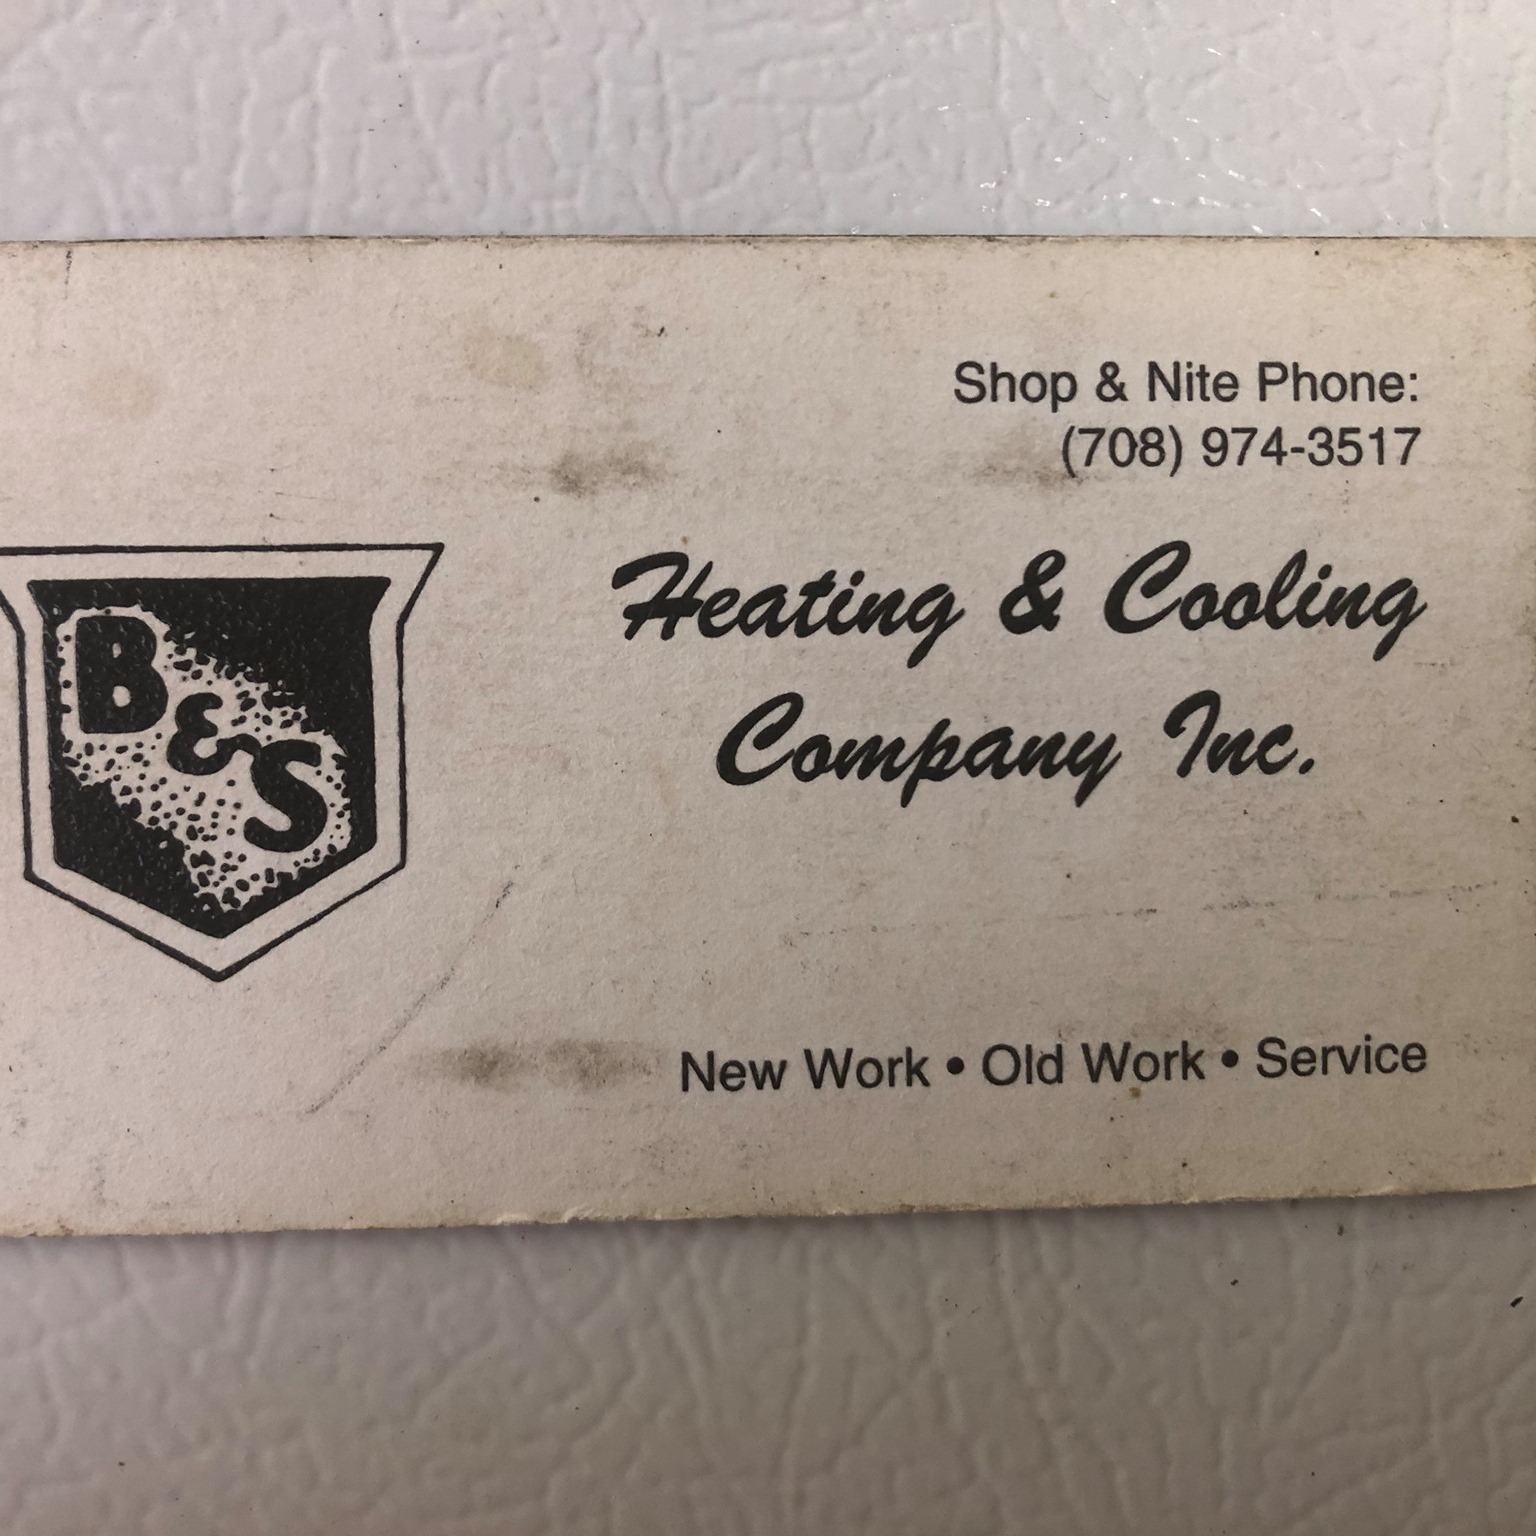 Shop & Nite Phone:
(708) 974-3517
B&S
Heating & Cooling
Company Inc.
New Work • Old Work • Service